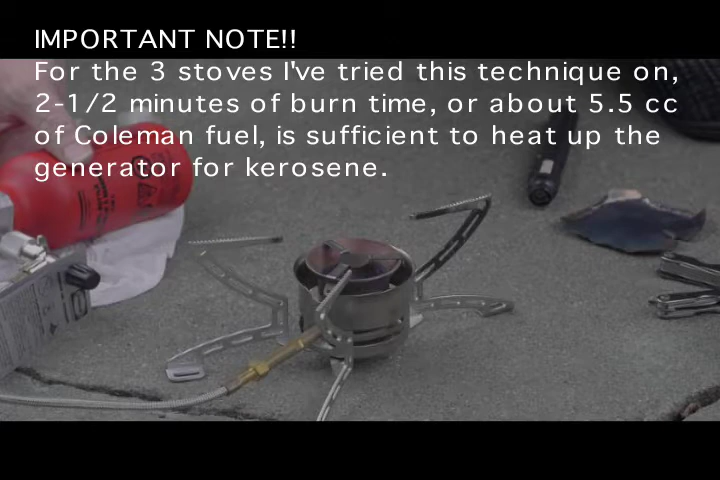 IMPORTANT NOTE!!
For the 3 stoves I've tried this technique on,
2-1/2 minutes of burn time, or about 5.5 cc
of Coleman fuel, is sufficient to heat up the
generator for kerosene.